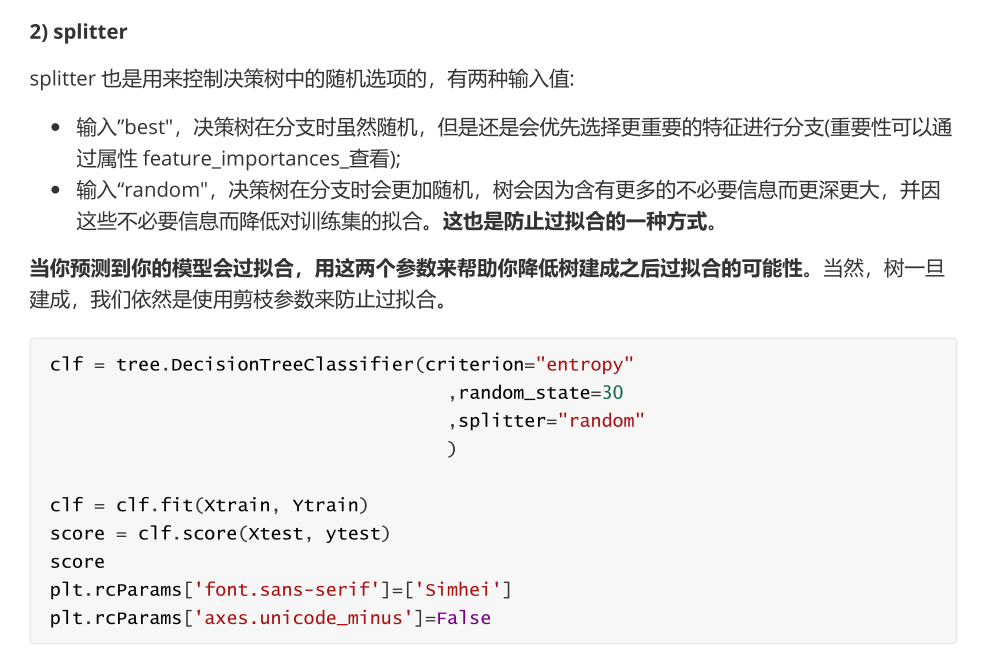 2) splitter
splitter 也是用来控制决策树中的随机选项的，有两种输入值:
• 输入”best"，决策树在分支时虽然随机，但是还是会优先选择更重要的特征进行分支(重要性可以通
过属性 feature_importances_查看);
• 输入“random"，决策树在分支时会更加随机，树会因为含有更多的不必要信息而更深更大，并因
这些不必要信息而降低对训练集的拟合。这也是防止过拟合的一种方式。
当你预测到你的模型会过拟合，用这两个参数来帮助你降低树建成之后过拟合的可能性。当然，树一旦
建成，我们依然是使用剪枝参数来防止过拟合。
clf = tree.DecisionTreeClassifier(criterion="entropy"
,random_state=30
,splitter="random"
)
clf = clf.fit(Xtrain, Ytrain)
score = clf.score(Xtest, ytest)
score
plt.rcParams['font.sans-serif']=['Simhei']
plt.rcParams['axes.unicode_minus']=False